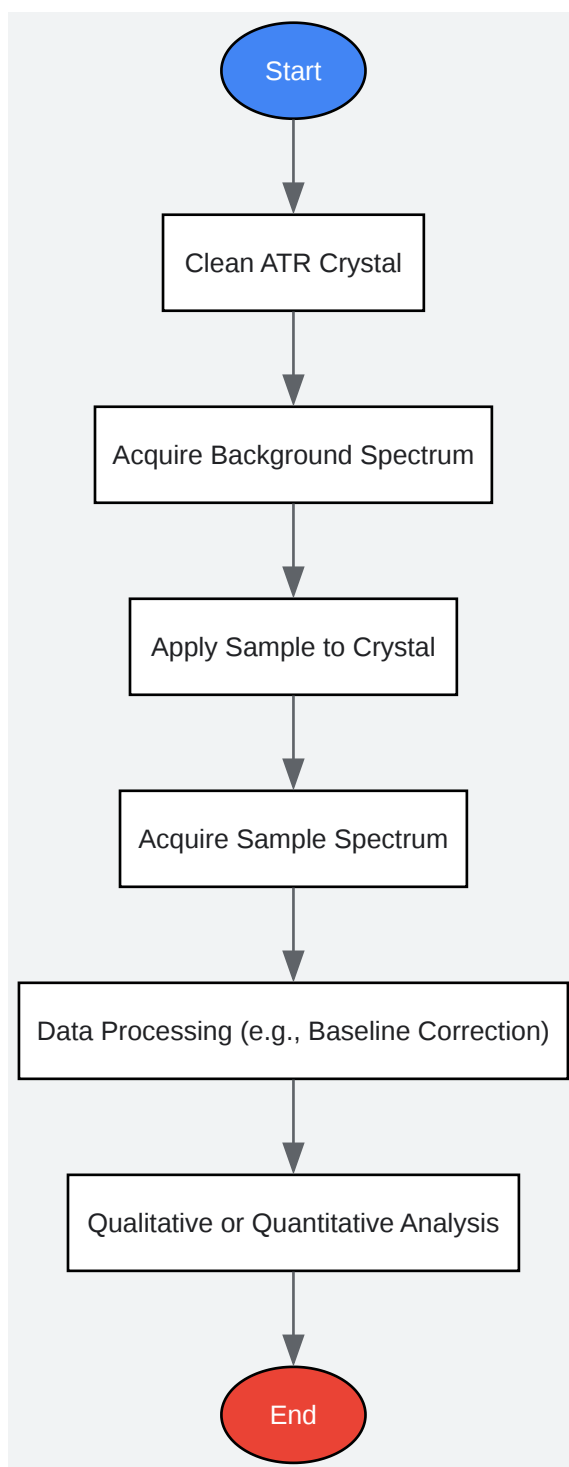 Start
Clean ATR Crystal
Acquire Background Spectrum
Apply Sample to Crystal
Acquire Sample Spectrum
Data Processing (e.g., Baseline Correction)
Qualitative or Quantitative Analysis
End